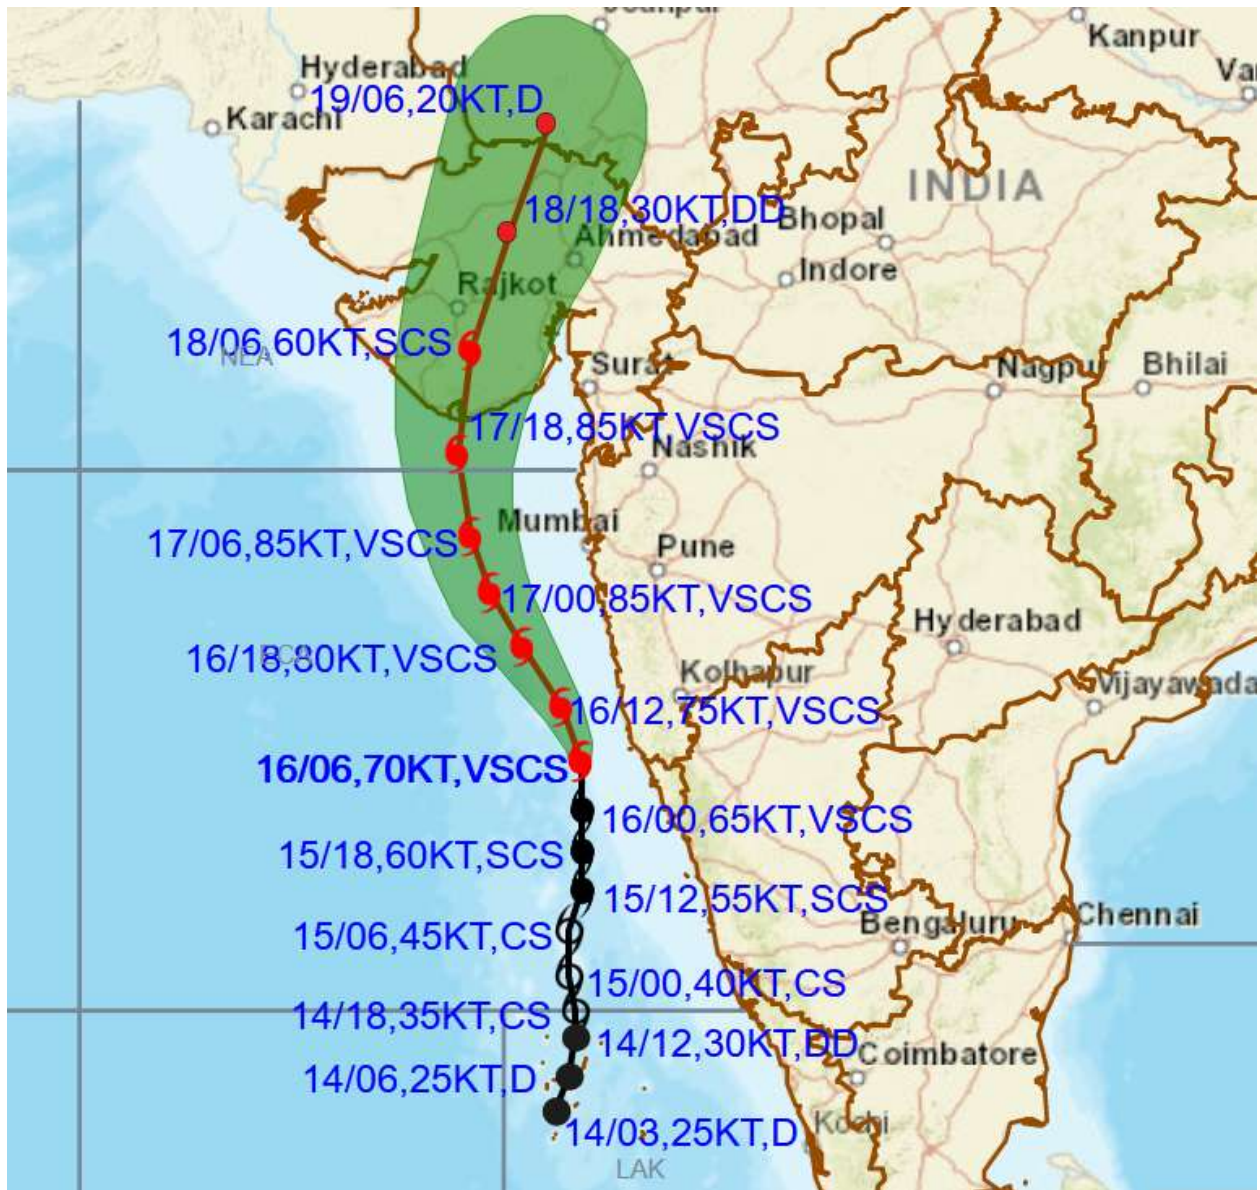 Kanpur
Hyderabad
19/06,20KT,D
Karachi
INDIA
18/18,30KT,DD
Bhopal
Ahmedabad
Indore
Rajkot
18/06,60KT,SCS
NEA
Surat
Nagpur
Bhilai
17/18,85KT,VSCS
Nashik
Mumbai
17/06,85KT,VSCS
Pune
17/00,85KT,VSCS
Hyderabad
16/18,80KT,VSCS
Kolhapur
Vijayawada
16/12,75KT,VSCS
16/06,70KT,VSCS
16/00,65KT,VSCS
15/18,60KT,SCS
15/12,55KT,SCS
Chennai
15/06,45KT,CS
Bengaluru
15/00,40KT,CS
14/18,35KT,CS
14/12,30KT,DD
Coimbatore
14/06,25KT,D
Kochi
14/03,25KT,D
LAK